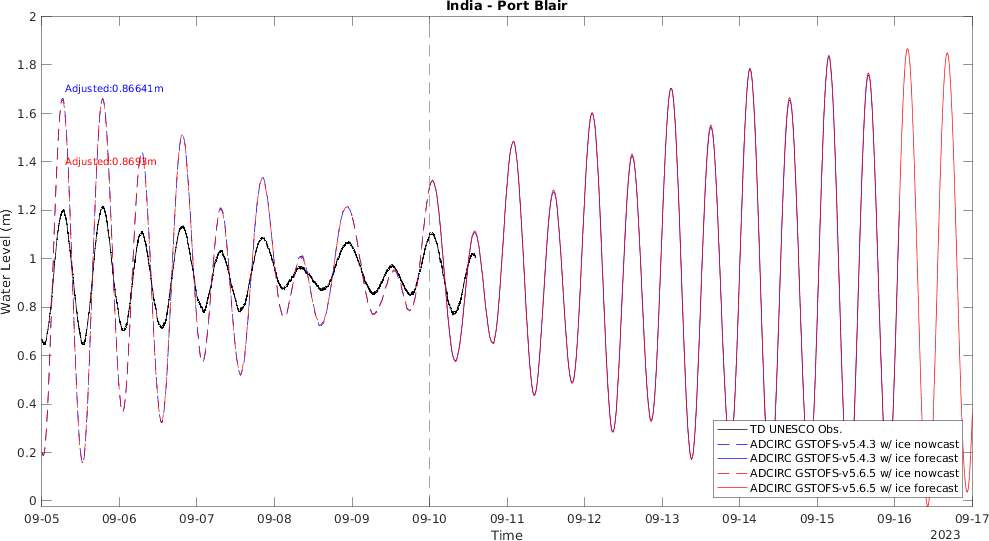 India - Port Blair
2
1.8
1.6
1.4
1.2
1
0.8
0.6
0.4
0.2
0
Water Level (m)
Adjusted:0.86641m
Adjusted:0.8693m
TD UNESCO Obs.
ADCIRC GSTOFS-v5.4.3 w/ ice nowcast
ADCIRC GSTOFS-v5.4.3 w/ ice forecast
ADCIRC GSTOFS-v5.6.5 w/ ice nowcast
ADCIRC GSTOFS-v5.6.5 w/ ice forecast
09-05 09-06 09-07 09-08 09-09 09-10 09-11 09-12 09-13 09-14 09-15 09-16 09-17
Time
2023